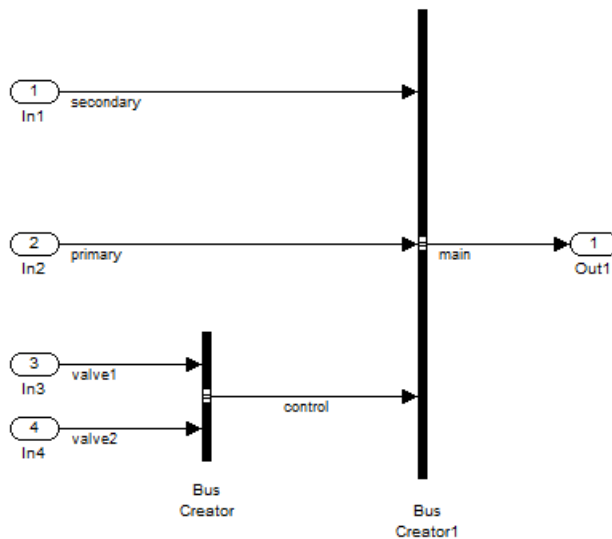 1
secondary
In1
2
primary
In2
main
1
Out1
3
valve1
In3
control
4
valve2
In4
Bus
Creator
Bus
Creator1